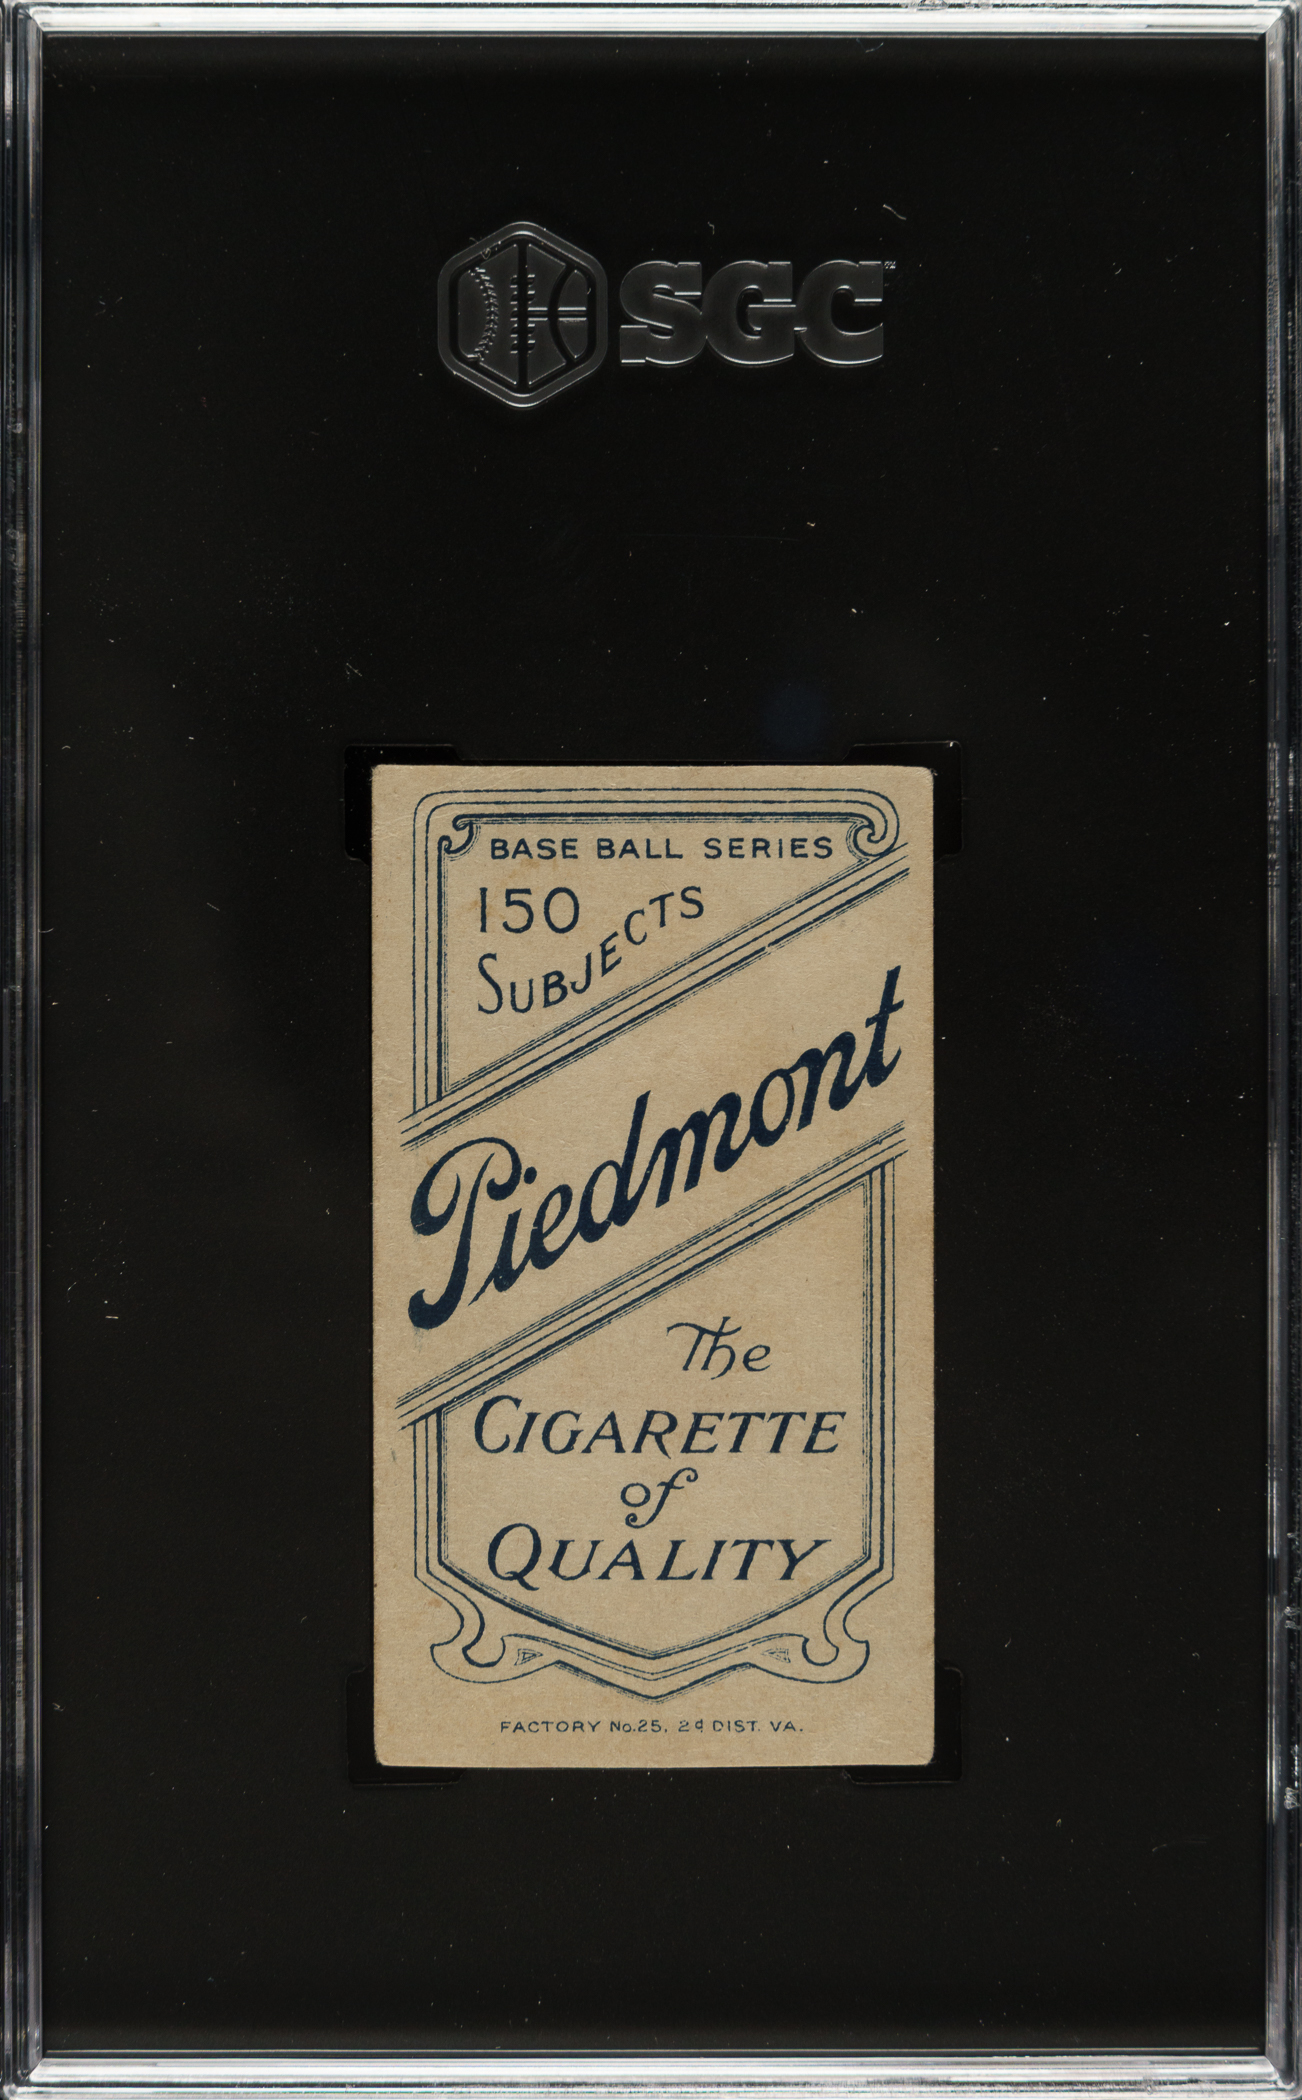 SGC
BASE BALL SERIES
150
SUBJECTS
Piedmont
The
CIGARETTE
of
QUALITY
FACTORY No.25, 2d DIST. VA.